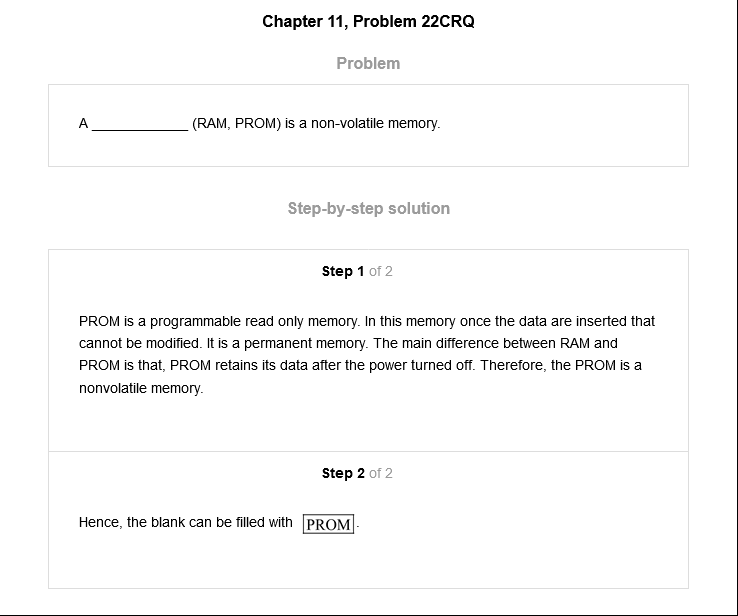 Chapter 11, Problem 22CRQ
Problem
A ____________ (RAM, PROM) is a non-volatile memory.
Step-by-step solution
Step 1 of 2
PROM is a programmable read only memory. In this memory once the data are inserted that
cannot be modified. It is a permanent memory. The main difference between RAM and
PROM is that, PROM retains its data after the power turned off. Therefore, the PROM is a
nonvolatile memory.
Step 2 of 2
Hence, the blank can be filled with PROM.